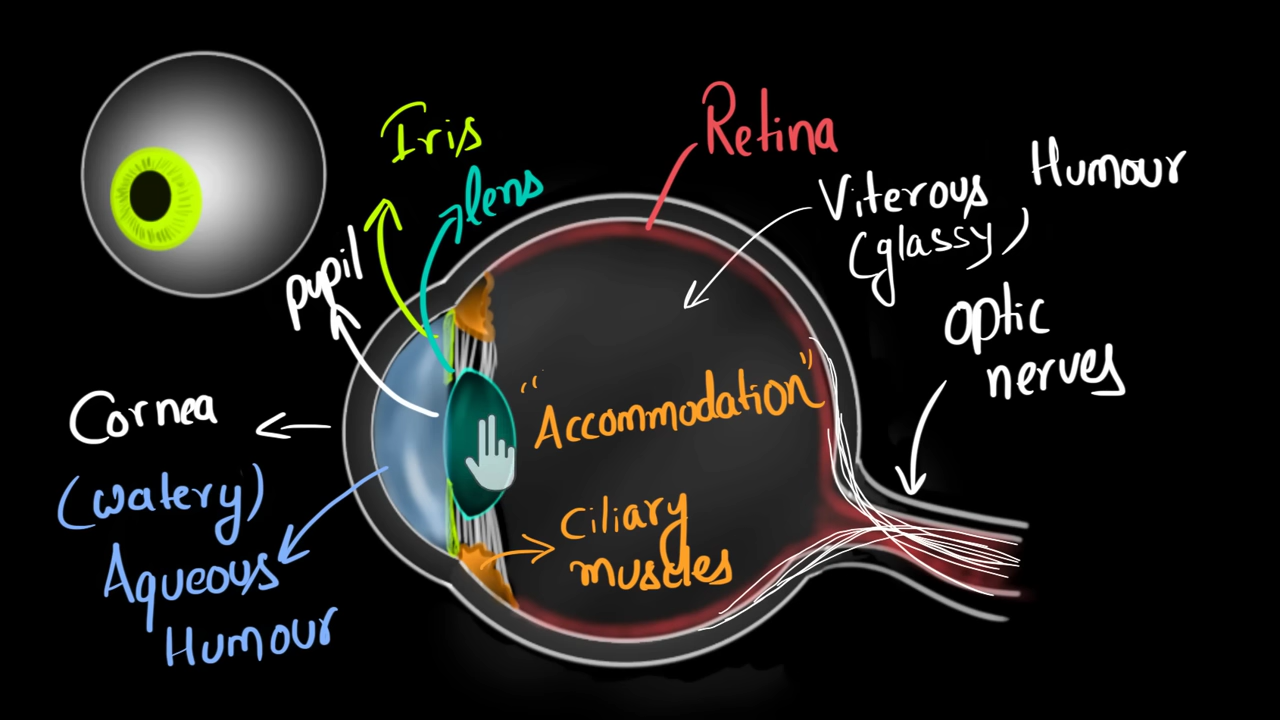 Iris
lens
pupil
Cornea
(watery)
Aqueous
Humour
Retina
Viterous Humour
(glassy)
optic
nerves
"Accommodation"
Ciliary
muscles